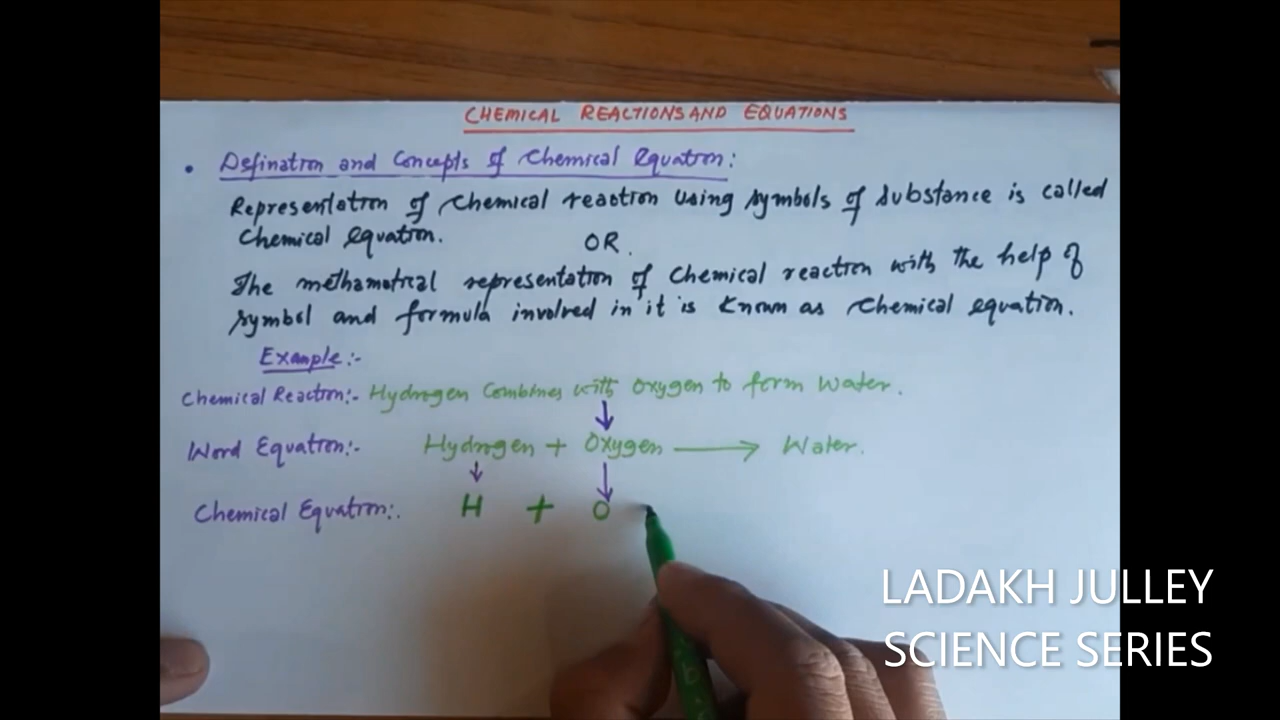 CHEMICAL REACTIONS AND EQUATIONS
• Defination and Concepts of Chemical Equation:
Representation of Chemical reaction using symbols of substance is called
Chemical equation.
OR.
The methamatical representation of Chemical reaction with the help of
symbol and formula involved in it is Known as Chemical equation.
Example:-
Chemical Reaction:- Hydrogen Combines with Oxygen to form Water.
↓
Word Equation:- Hydrogen + Oxygen ⟶ Water.
↓ ↓
Chemical Equation:. H + O
LADAKH JULLEY
SCIENCE SERIES